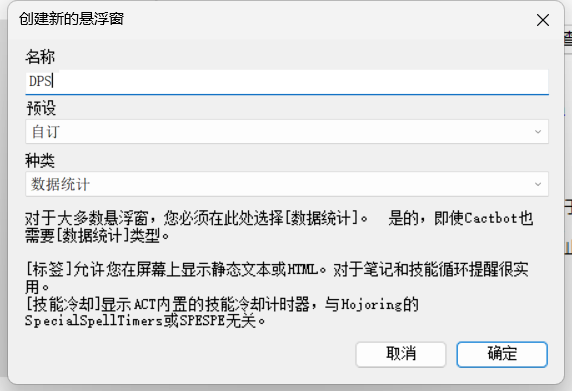 创建新的悬浮窗
名称
DPS
预设
自订
种类
数据统计
对于大多数悬浮窗，您必须在此处选择[数据统计]。 是的，即使Cactbot也
需要[数据统计]类型。
[标签]允许您在屏幕上显示静态文本或HTML。对于笔记和技能循环提醒很实
用。
[技能冷却]显示ACT内置的技能冷却计时器，与Hojoring的
SpecialSpellTimers或SPESPE无关。
取消
确定